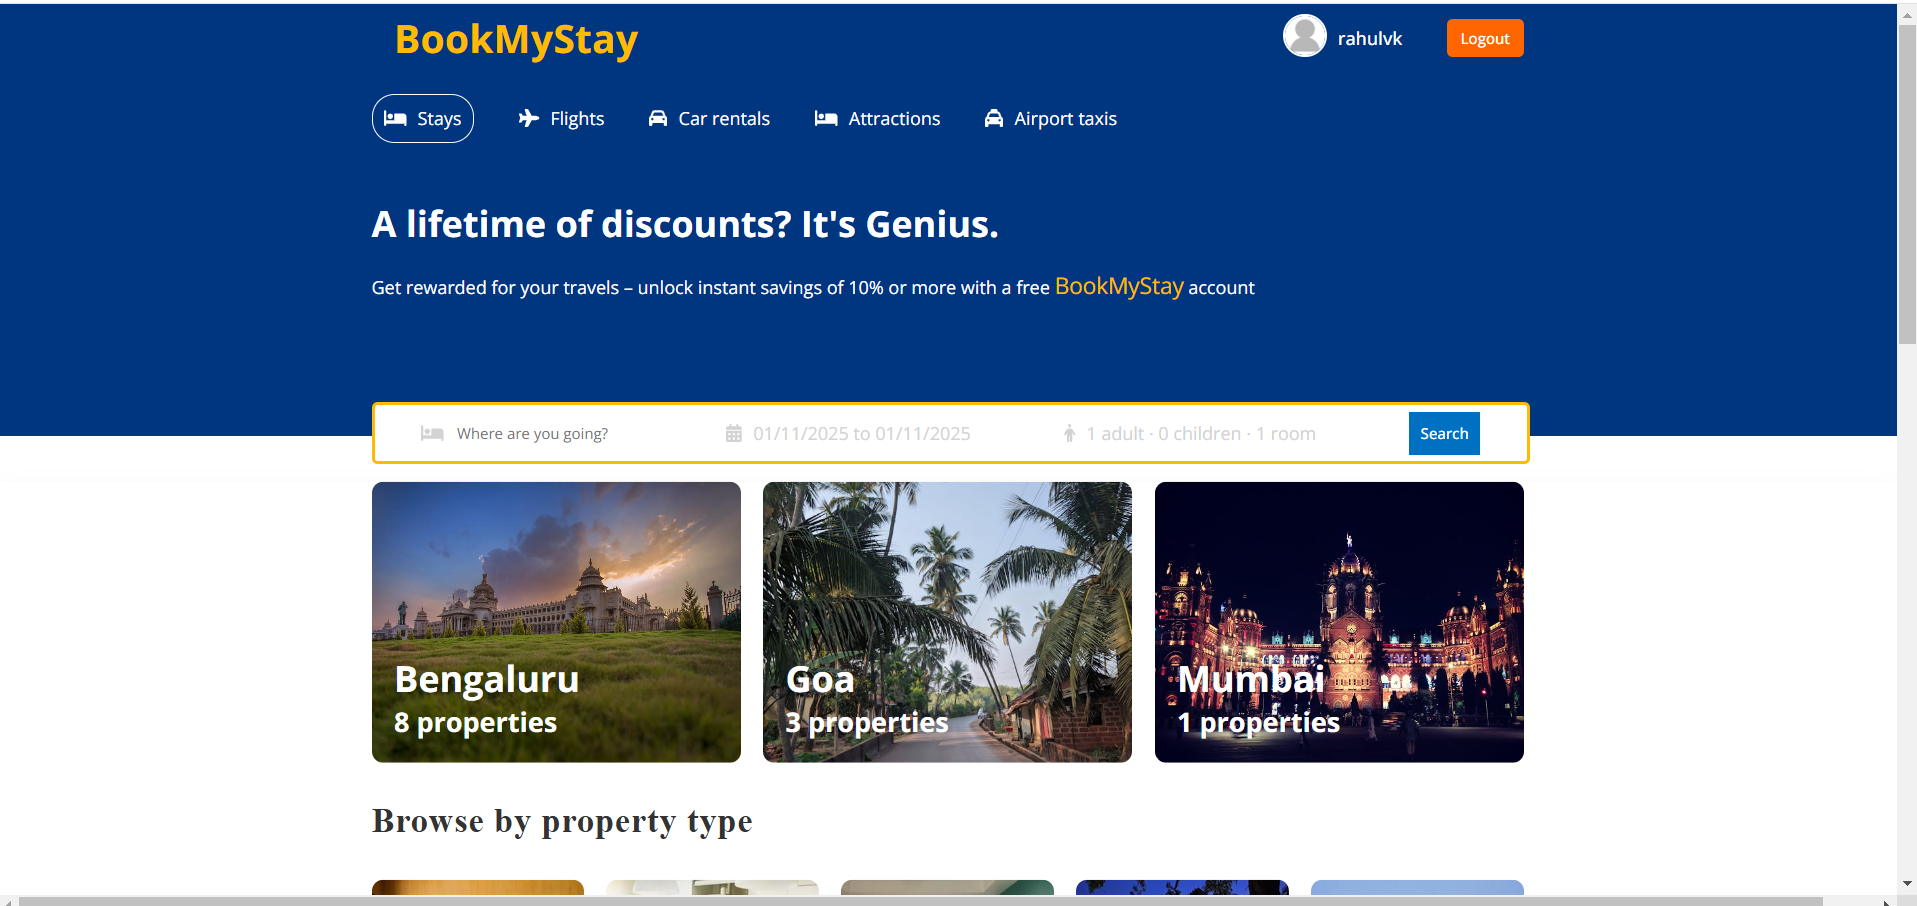 BookMyStay
rahulvk
Logout
Stays
Flights
Car rentals
Attractions
Airport taxis
A lifetime of discounts? It's Genius.
Get rewarded for your travels – unlock instant savings of 10% or more with a free BookMyStay account
Where are you going?
01/11/2025 to 01/11/2025
1 adult · 0 children · 1 room
Search
Bengaluru
8 properties
Goa
3 properties
Mumbai
1 properties
Browse by property type